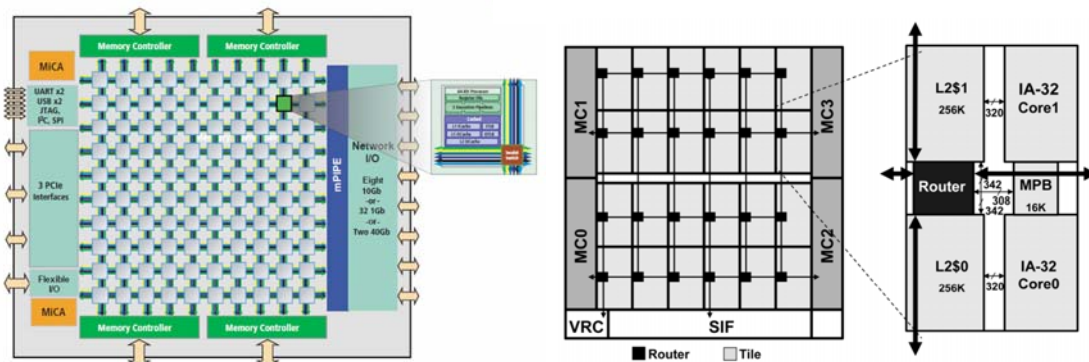 Memory Controller
Memory Controller
MiCA
UART x2
USB x2
JTAG,
I²C, SPI
3 PCIe
Interfaces
Flexible
I/O
MiCA
mPIPE
Network
I/O
Eight
10Gb
-or-
32 1Gb
-or-
Two 40Gb
Memory Controller
Memory Controller
MC1
MC3
MC0
MC2
VRC
SIF
Router
Tile
L2$1
256K
320
IA-32
Core1
Router
342
308
342
MPB
16K
L2$0
256K
320
IA-32
Core0